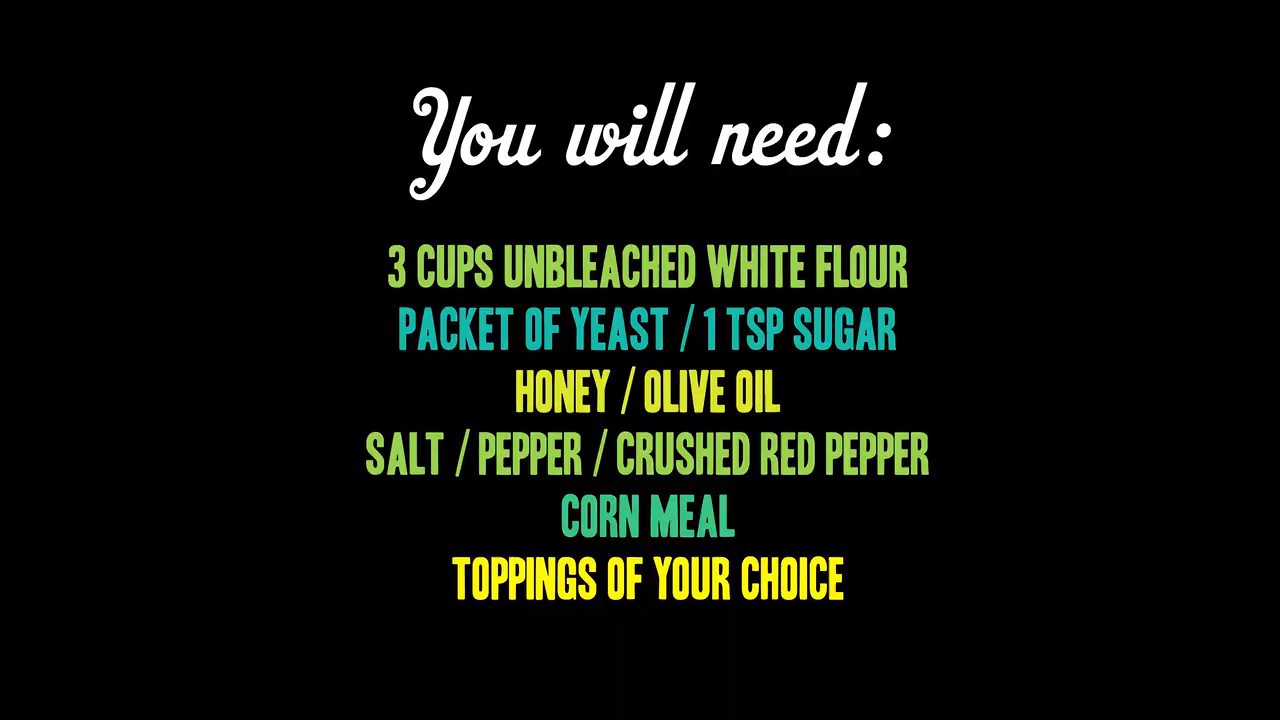 You will need:
3 CUPS UNBLEACHED WHITE FLOUR
PACKET OF YEAST / 1 TSP SUGAR
HONEY / OLIVE OIL
SALT / PEPPER / CRUSHED RED PEPPER
CORN MEAL
TOPPINGS OF YOUR CHOICE